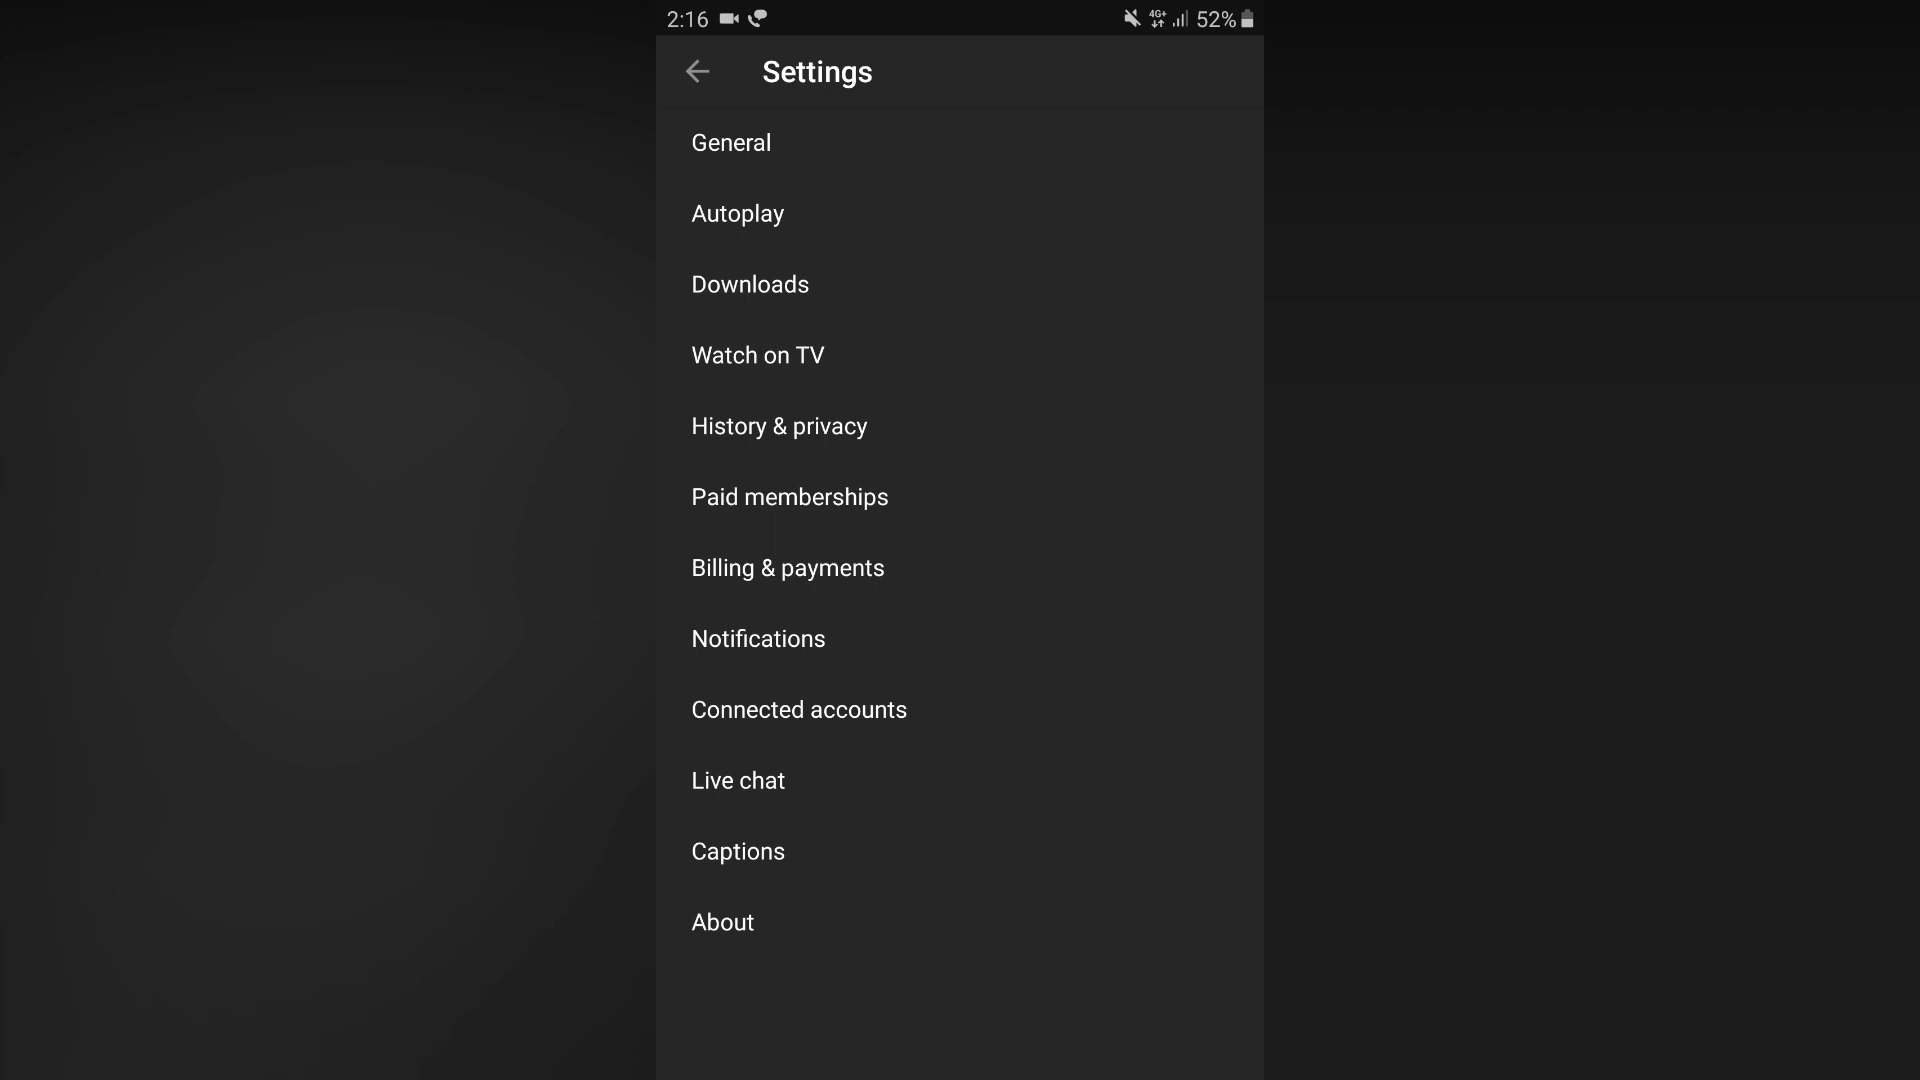 2:16 4G+ 52%
Settings
General
Autoplay
Downloads
Watch on TV
History & privacy
Paid memberships
Billing & payments
Notifications
Connected accounts
Live chat
Captions
About